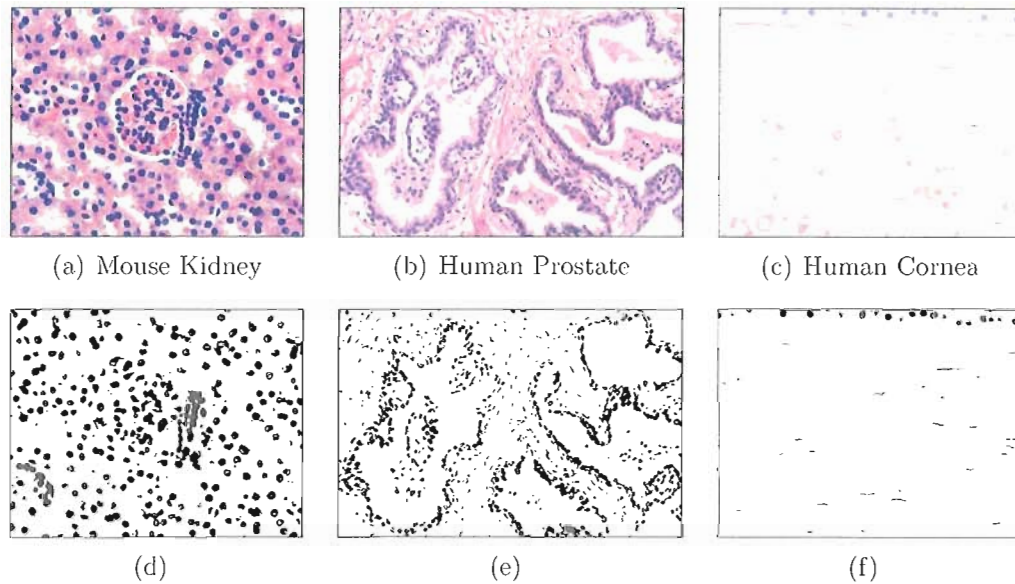 (a) Mouse Kidney
(b) Human Prostate
(c) Human Cornea
(d)
(e)
(f)